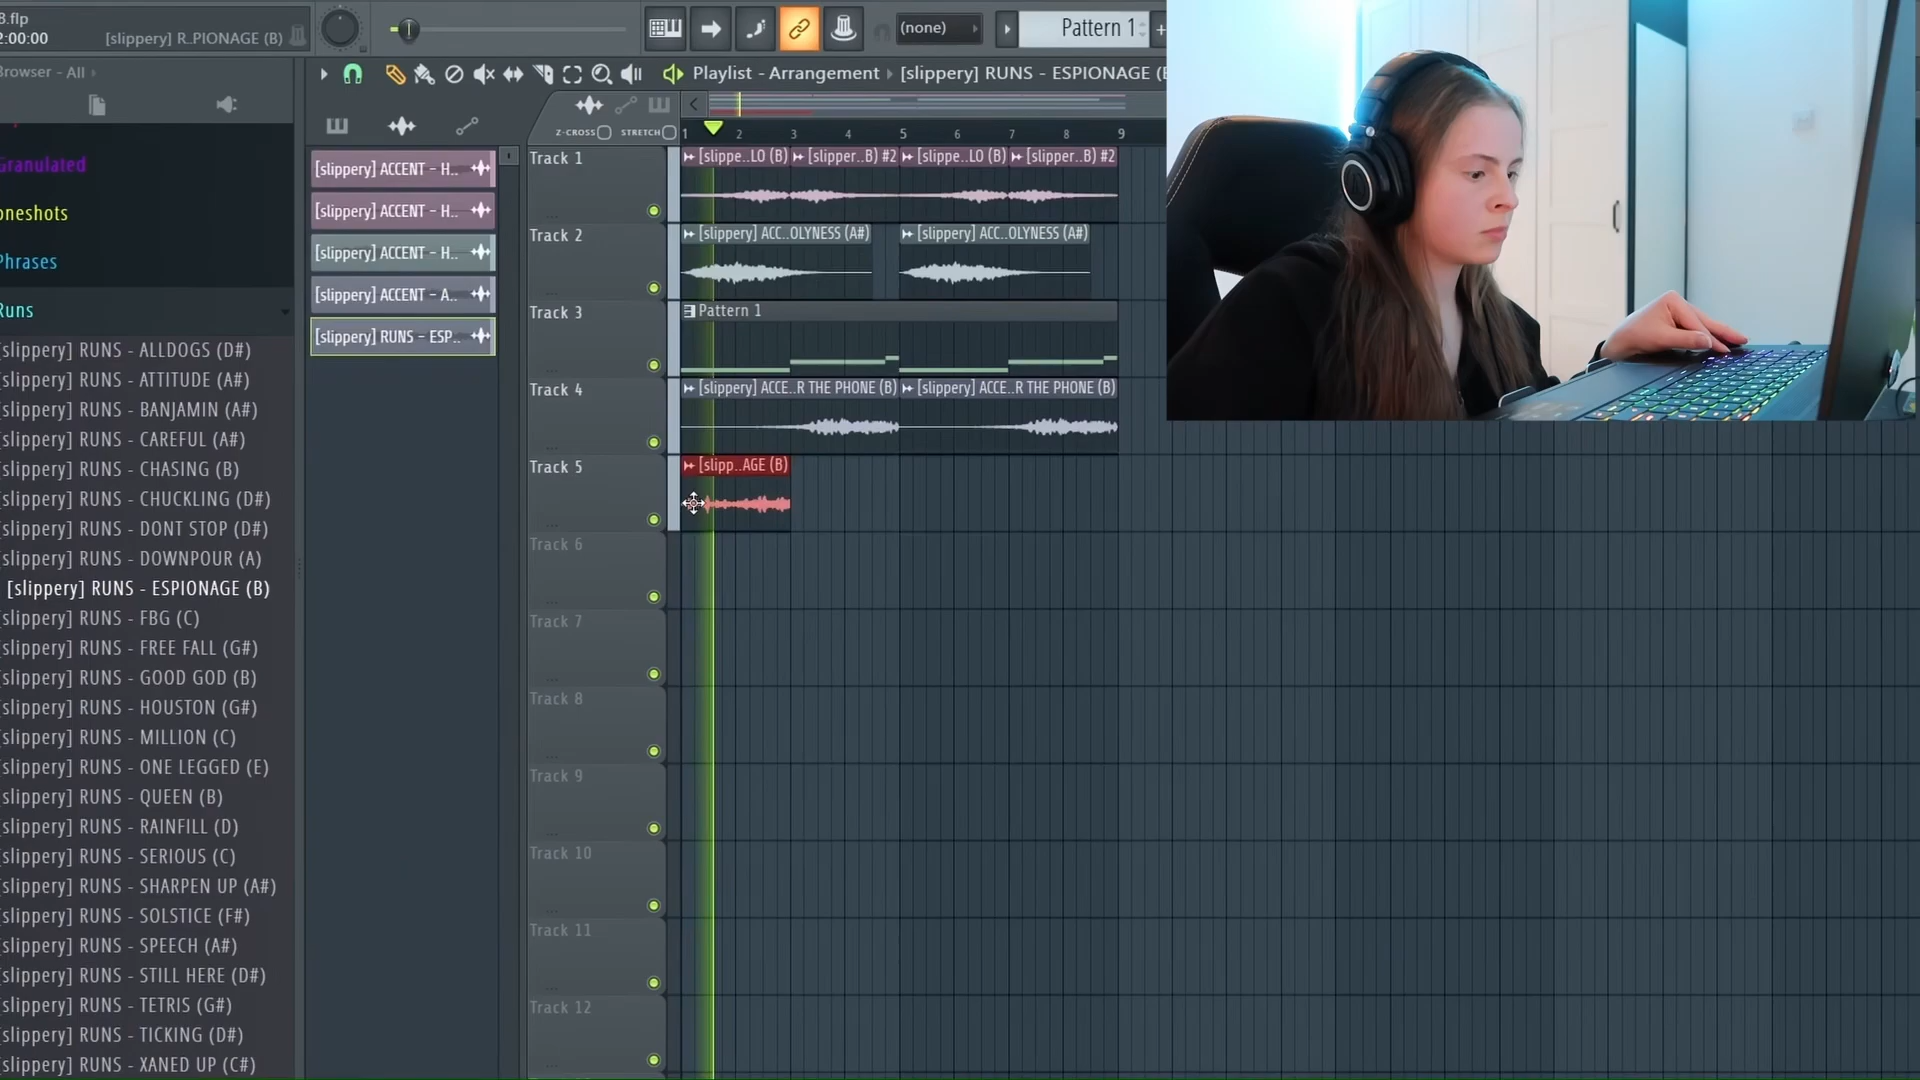 8.flp
2:00:00
[slippery] R..PIONAGE (B)
(none)
Pattern 1
Browser - All
Playlist - Arrangement ▸ [slippery] RUNS - ESPIONAGE (B
Z-CROSS
STRETCH
1 2 3 4 5 6 7 8 9
Granulated
oneshots
Phrases
Runs
[slippery] RUNS - ALLDOGS (D#)
[slippery] RUNS - ATTITUDE (A#)
[slippery] RUNS - BANJAMIN (A#)
[slippery] RUNS - CAREFUL (A#)
[slippery] RUNS - CHASING (B)
[slippery] RUNS - CHUCKLING (D#)
[slippery] RUNS - DONT STOP (D#)
[slippery] RUNS - DOWNPOUR (A)
[slippery] RUNS - ESPIONAGE (B)
[slippery] RUNS - FBG (C)
[slippery] RUNS - FREE FALL (G#)
[slippery] RUNS - GOOD GOD (B)
[slippery] RUNS - HOUSTON (G#)
[slippery] RUNS - MILLION (C)
[slippery] RUNS - ONE LEGGED (E)
[slippery] RUNS - QUEEN (B)
[slippery] RUNS - RAINFILL (D)
[slippery] RUNS - SERIOUS (C)
[slippery] RUNS - SHARPEN UP (A#)
[slippery] RUNS - SOLSTICE (F#)
[slippery] RUNS - SPEECH (A#)
[slippery] RUNS - STILL HERE (D#)
[slippery] RUNS - TETRIS (G#)
[slippery] RUNS - TICKING (D#)
[slippery] RUNS - XANED UP (C#)
[slippery] ACCENT - H..
[slippery] ACCENT - H..
[slippery] ACCENT - H..
[slippery] ACCENT - A..
[slippery] RUNS - ESP..
Track 1
[slippe..LO (B)
[slipper..B) #2
[slippe..LO (B)
[slipper..B) #2
Track 2
[slippery] ACC..OLYNESS (A#)
[slippery] ACC..OLYNESS (A#)
Track 3
Pattern 1
Track 4
[slippery] ACCE..R THE PHONE (B)
[slippery] ACCE..R THE PHONE (B)
Track 5
[slipp..AGE (B)
Track 6
Track 7
Track 8
Track 9
Track 10
Track 11
Track 12